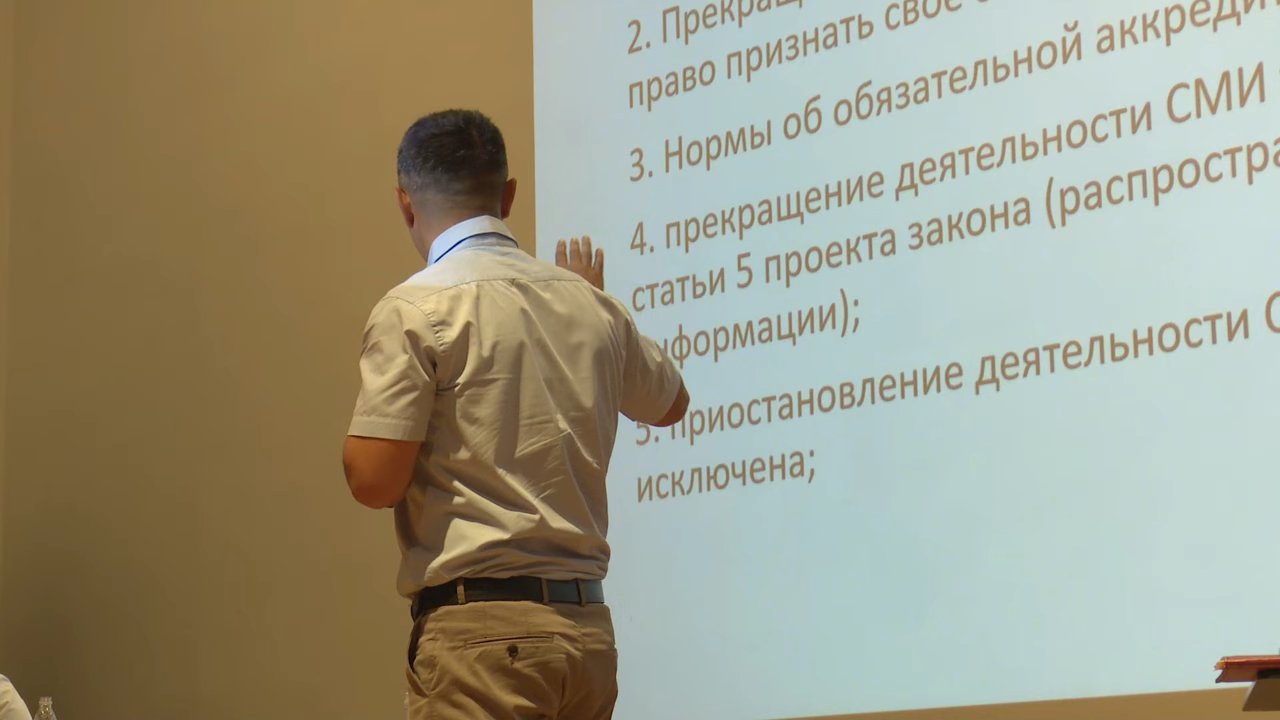 2. Прекращ
право признать свое
3. Нормы об обязательной аккреди
4. прекращение деятельности СМИ
статьи 5 проекта закона (распростра
нформации);
5. приостановление деятельности С
исключена;